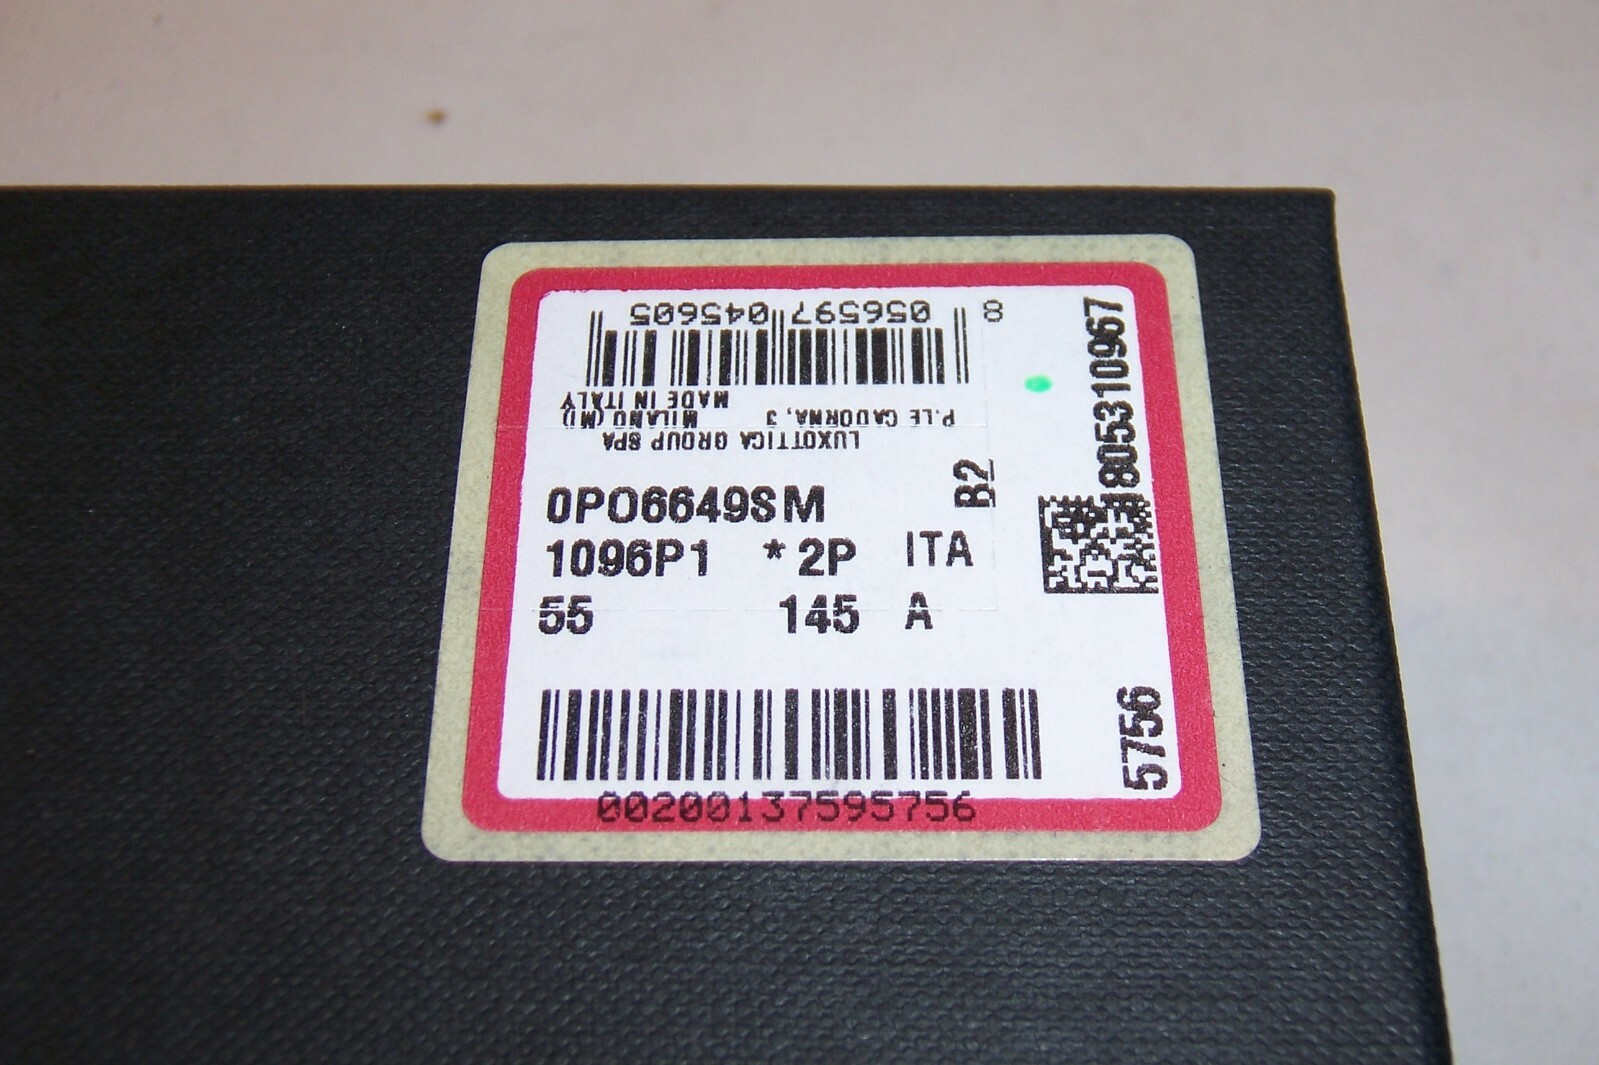 8 056597 045605
MADE IN ITALY
P.LE CADORNA, 3 MILANO (MI)
LUXOTTICA GROUP SPA
B2
0PO6649SM
1096P1 *2P ITA
55 145 A
00200137595756
805310967
5756